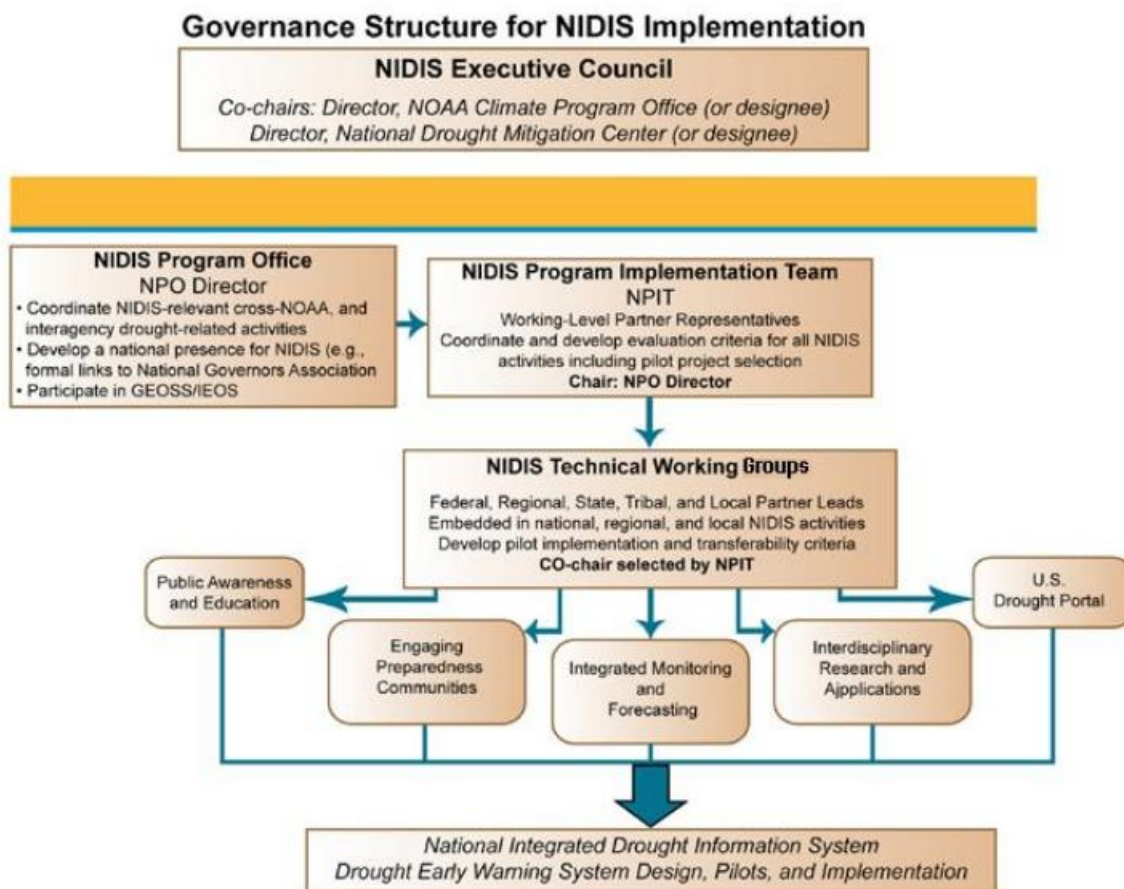 Governance Structure for NIDIS Implementation
NIDIS Executive Council
Co-chairs: Director, NOAA Climate Program Office (or designee)
Director, National Drought Mitigation Center (or designee)
NIDIS Program Office
NPO Director
• Coordinate NIDIS-relevant cross-NOAA, and
interagency drought-related activities
• Develop a national presence for NIDIS (e.g.,
formal links to National Governors Association
• Participate in GEOSS/IEOS
NIDIS Program Implementation Team
NPIT
Working-Level Partner Representatives
Coordinate and develop evaluation criteria for all NIDIS
activities including pilot project selection
Chair: NPO Director
NIDIS Technical Working Groups
Federal, Regional, State, Tribal, and Local Partner Leads
Embedded in national, regional, and local NIDIS activities
Develop pilot implementation and transferability criteria
CO-chair selected by NPIT
Public Awareness
and Education
Engaging
Preparedness
Communities
Integrated Monitoring
and
Forecasting
Interdisciplinary
Research and
Ajpplications
U.S.
Drought Portal
National Integrated Drought Information System
Drought Early Warning System Design, Pilots, and Implementation